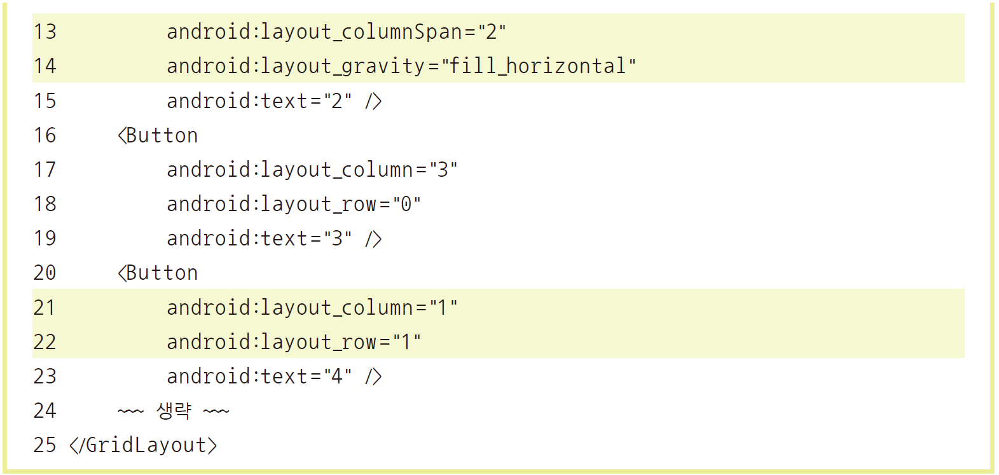 13 android:layout_columnSpan="2"
14 android:layout_gravity="fill_horizontal"
15 android:text="2" />
16 <Button
17 android:layout_column="3"
18 android:layout_row="0"
19 android:text="3" />
20 <Button
21 android:layout_column="1"
22 android:layout_row="1"
23 android:text="4" />
24 ~~~ 생략 ~~~
25 </GridLayout>